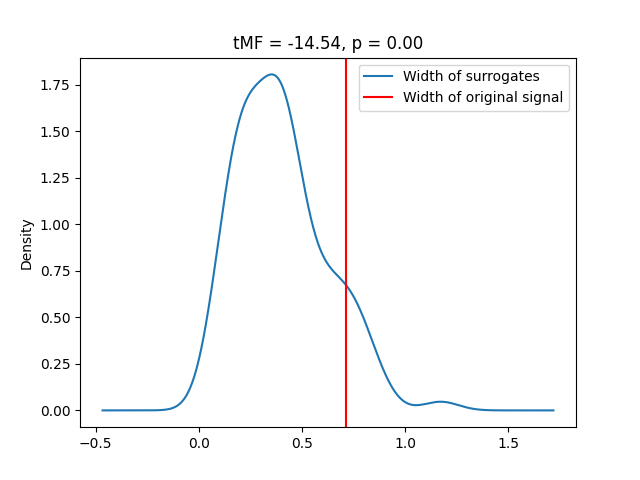 tMF = -14.54, p = 0.00
Width of surrogates
Width of original signal
Density
1.75
1.50
1.25
1.00
0.75
0.50
0.25
0.00
−0.5 0.0 0.5 1.0 1.5